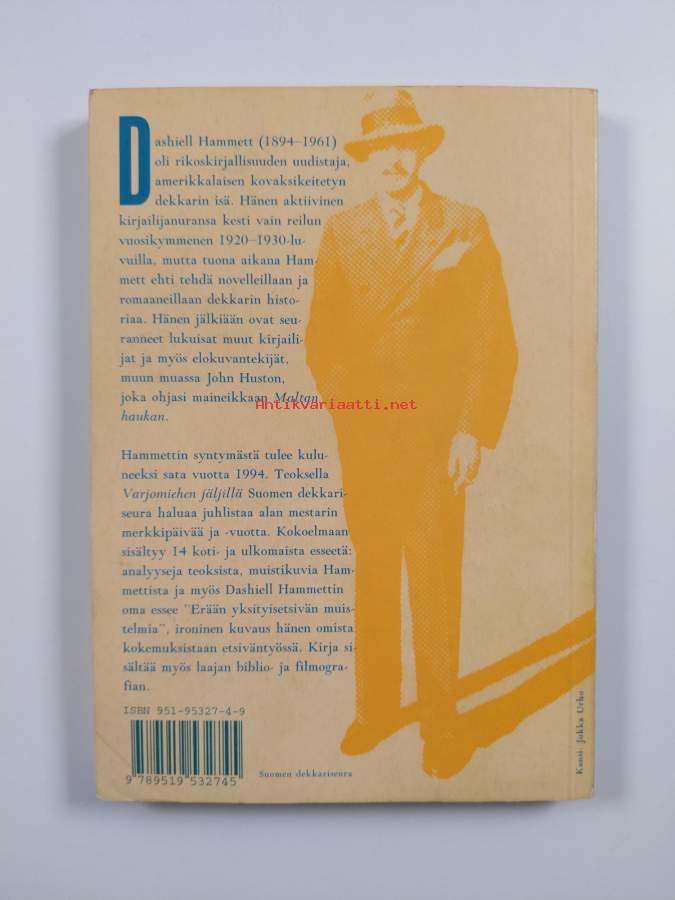 Dashiell Hammett (1894–1961)
oli rikoskirjallisuuden uudistaja,
amerikkalaisen kovaksikeitetyn
dekkarin isä. Hänen aktiivinen
kirjailijanuransa kesti vain reilun
vuosikymmenen 1920–1930-lu-
vuilla, mutta tuona aikana Ham-
mett ehti tehdä novelleillaan ja
romaaneillaan dekkarin histo-
riaa. Hänen jälkiään ovat seu-
ranneet lukuisat muut kirjaili-
jat ja myös elokuvantekijät,
muun muassa John Huston,
joka ohjasi maineikkaan Maltan
haukan.
Antikvariaatti.net
Hammettin syntymästä tulee kulu-
neeksi sata vuotta 1994. Teoksella
Varjomiehen jäljillä Suomen dekkari-
seura haluaa juhlistaa alan mestarin
merkkipäivää ja -vuotta. Kokoelmaan
sisältyy 14 koti- ja ulkomaista esseetä:
analyyseja teoksista, muistikuvia Ham-
mettista ja myös Dashiell Hammettin
oma essee "Erään yksityisetsivän muis-
telmia", ironinen kuvaus hänen omista
kokemuksistaan etsiväntyössä. Kirja si-
sältää myös laajan biblio- ja filmogra-
fian.
ISBN 951-95327-4-9
9 789519 532745
Suomen dekkariseura
Kansi: Jukka Urho